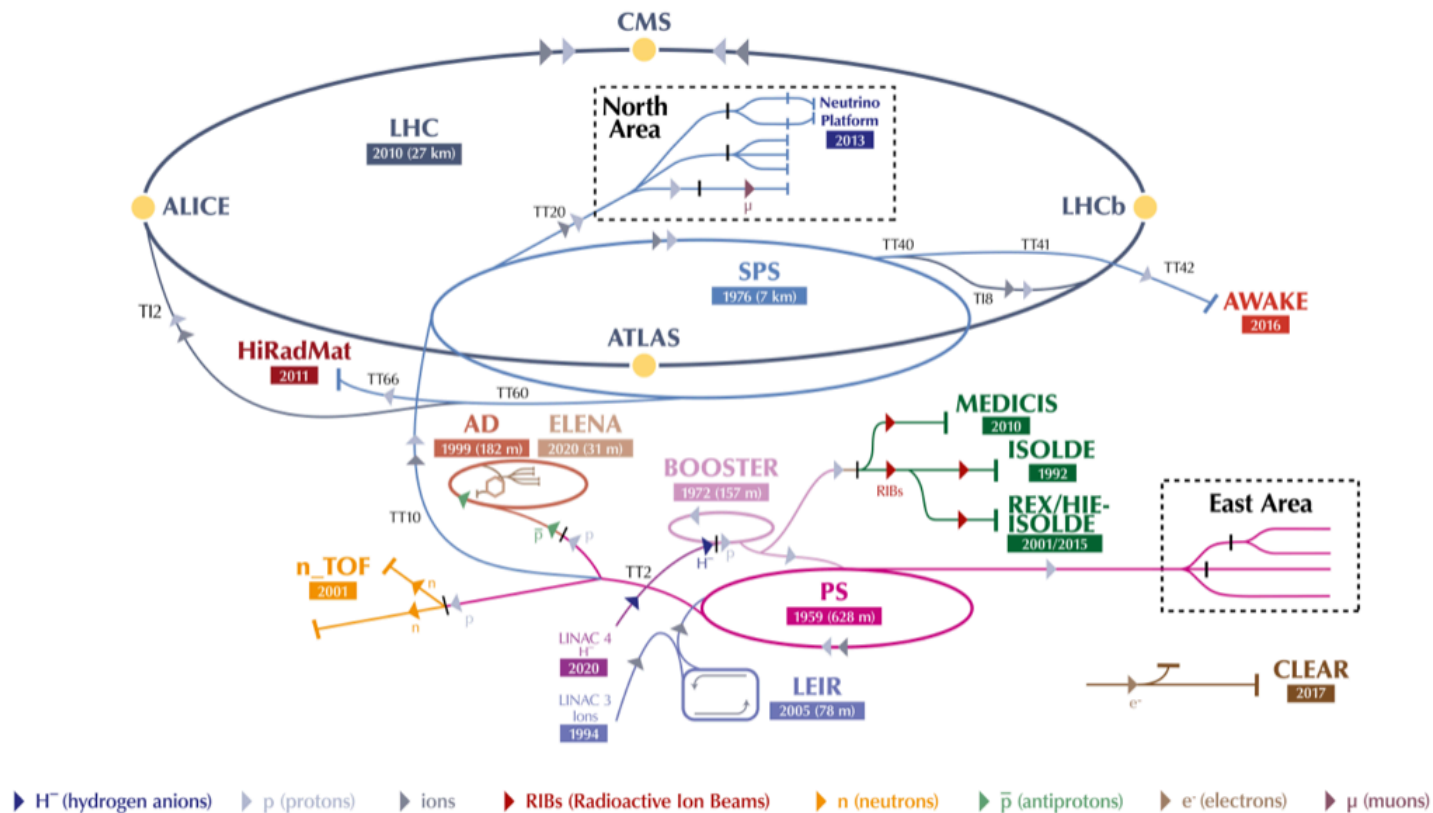 CMS
North
Area
Neutrino
Platform
2013
LHC
2010 (27 km)
ALICE
LHCb
TT20
μ
TT40
TT41
TT42
SPS
1976 (7 km)
TI8
TI2
AWAKE
2016
ATLAS
HiRadMat
2011
TT66
TT60
MEDICIS
2010
AD
1999 (182 m)
ELENA
2020 (31 m)
ISOLDE
1992
BOOSTER
1972 (157 m)
RIBs
REX/HIE-
ISOLDE
2001/2015
East Area
TT10
p̅
p
H⁻
p
n_TOF
2001
n
n
p
TT2
PS
1959 (628 m)
LINAC 4
H⁻
2020
LINAC 3
Ions
1994
LEIR
2005 (78 m)
CLEAR
2017
e⁻
H⁻ (hydrogen anions)
p (protons)
ions
RIBs (Radioactive Ion Beams)
n (neutrons)
p̅ (antiprotons)
e⁻ (electrons)
μ (muons)